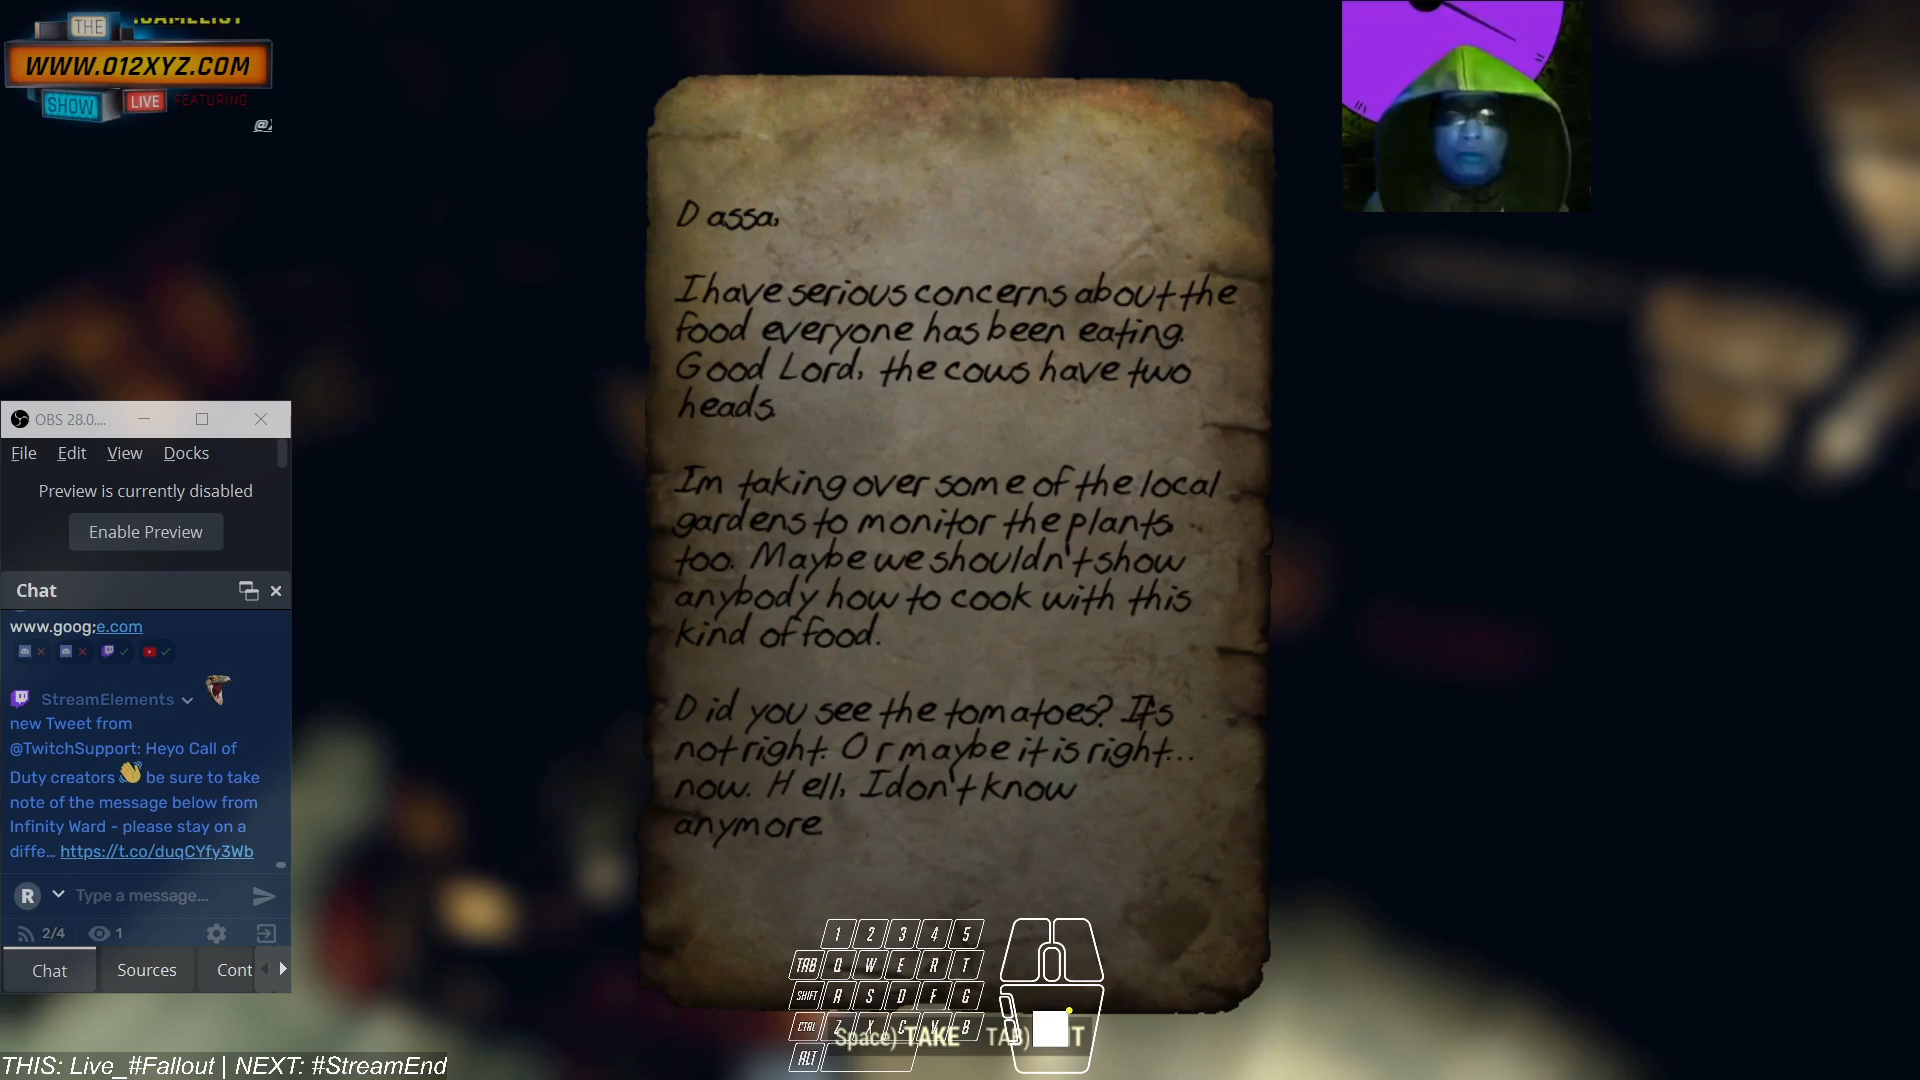 THE
WWW.012XYZ.COM
SHOW
LIVE
FEATURING
Dassa,
I have serious concerns about the
food everyone has been eating.
Good Lord, the cows have two
heads.
Im taking over some of the local
gardens to monitor the plants
too. Maybe we shouldn't show
anybody how to cook with this
kind of food.
Did you see the tomatoes? It's
not right. Or maybe it is right...
now. Hell, I don't know
anymore.
OBS 28.0....
File Edit View Docks
Preview is currently disabled
Enable Preview
Chat
www.goog;e.com
StreamElements
new Tweet from
@TwitchSupport: Heyo Call of
Duty creators 👋 be sure to take
note of the message below from
Infinity Ward - please stay on a
diffe... https://t.co/duqCYfy3Wb
R Type a message...
2/4 1
Chat Sources Cont
1 2 3 4 5
TAB Q W E R T
SHIFT A S D F G
CTRL Z X C V B
ALT
Space) TAKE TAB)
THIS: Live_#Fallout | NEXT: #StreamEnd